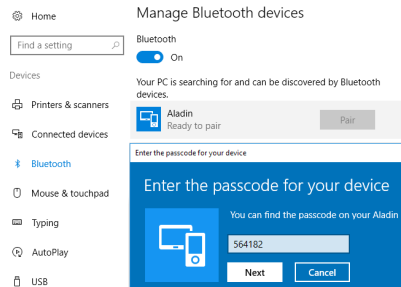 Home
Find a setting
Devices
Printers & scanners
Connected devices
Bluetooth
Mouse & touchpad
Typing
AutoPlay
USB
Manage Bluetooth devices
Bluetooth
On
Your PC is searching for and can be discovered by Bluetooth
devices.
Aladin
Ready to pair
Pair
Enter the passcode for your device
Enter the passcode for your device
You can find the passcode on your Aladin
564182
Next
Cancel